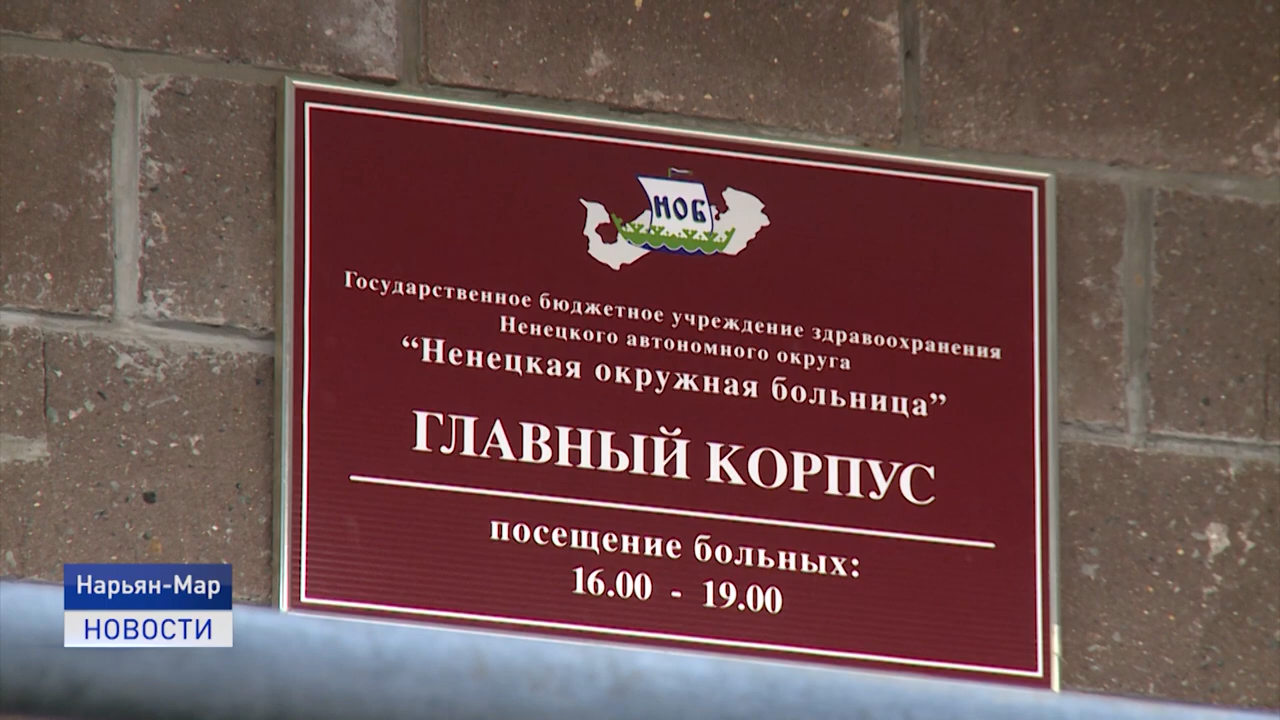 НОБ
Государственное бюджетное учреждение здравоохранения
Ненецкого автономного округа
“Ненецкая окружная больница”
ГЛАВНЫЙ КОРПУС
посещение больных:
16.00 - 19.00
Нарьян-Мар
НОВОСТИ